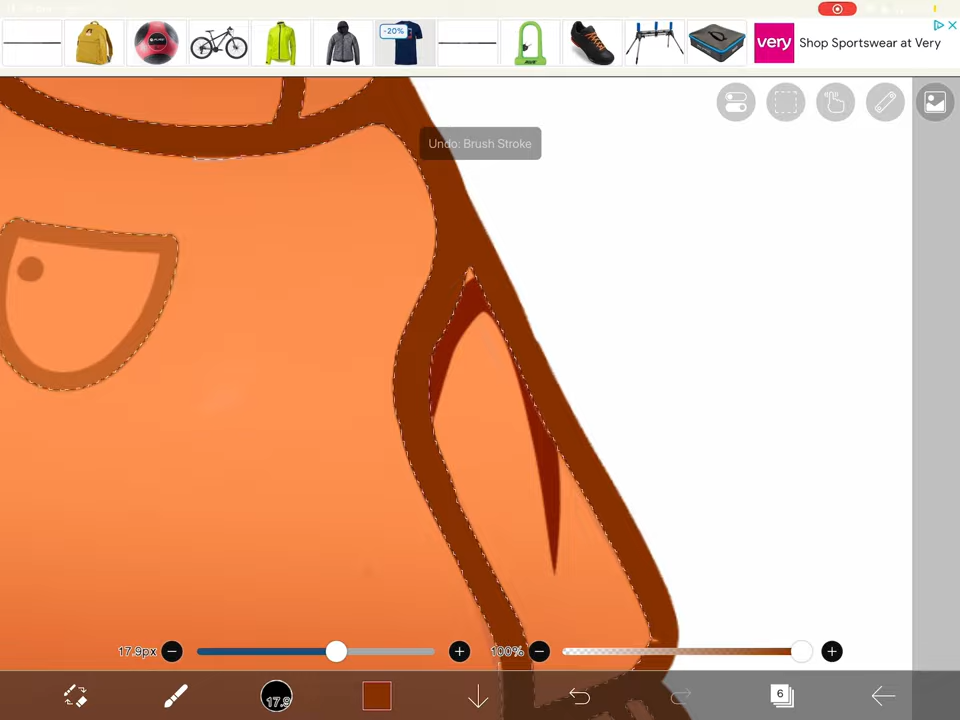 -20%
very
Shop Sportswear at Very
Undo: Brush Stroke
17.9px
100%
17.9
6